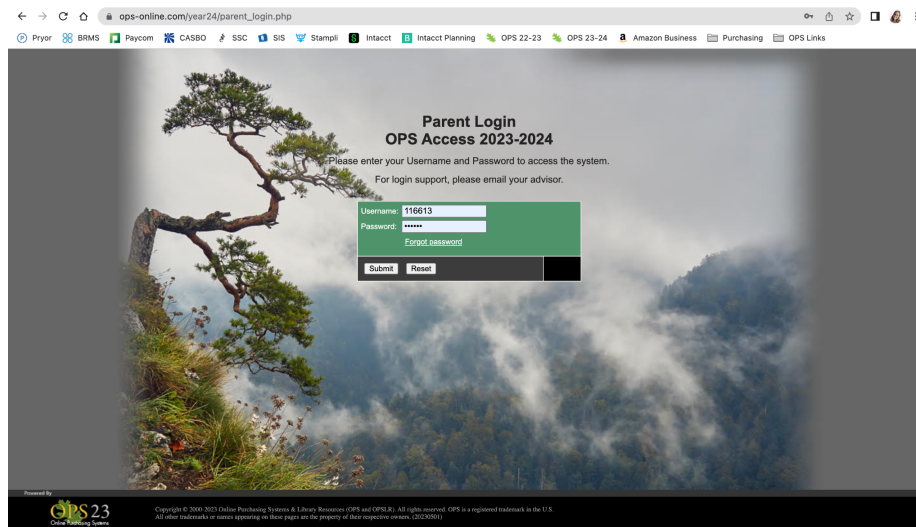 ops-online.com/year24/parent_login.php
Pryor BRMS Paycom CASBO SSC SIS Stampli Intacct Intacct Planning OPS 22-23 OPS 23-24 Amazon Business Purchasing OPS Links
Parent Login
OPS Access 2023-2024
Please enter your Username and Password to access the system.
For login support, please email your advisor.
Username: 116613
Password: ••••••
Forgot password
Submit Reset
Powered By
OPS 23
Online Purchasing Systems
Copyright © 2000-2023 Online Purchasing Systems & Library Resources (OPS and OPSLR). All rights reserved. OPS is a registered trademark in the U.S.
All other trademarks or names appearing on these pages are the property of their respective owners. (20230501)